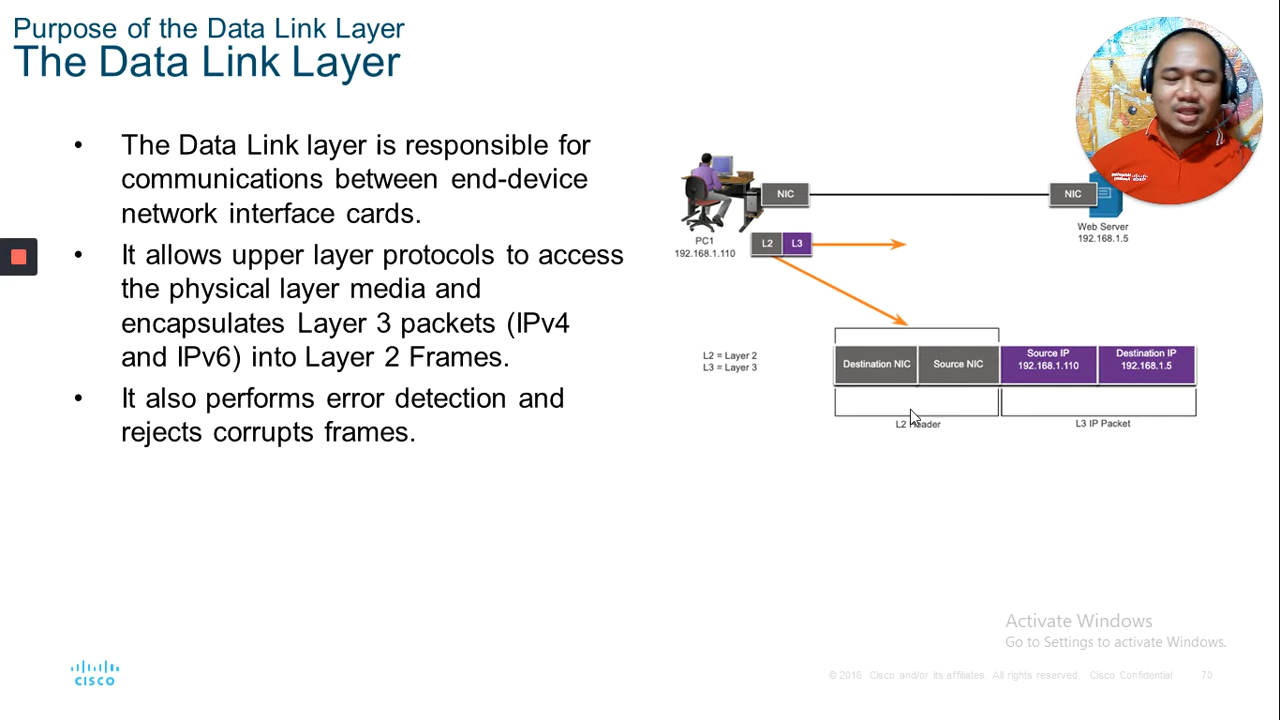 Purpose of the Data Link Layer
The Data Link Layer
• The Data Link layer is responsible for
communications between end-device
network interface cards.
• It allows upper layer protocols to access
the physical layer media and
encapsulates Layer 3 packets (IPv4
and IPv6) into Layer 2 Frames.
• It also performs error detection and
rejects corrupts frames.
NIC
NIC
PC1
192.168.1.110
L2 L3
Web Server
192.168.1.5
L2 = Layer 2
L3 = Layer 3
Destination NIC
Source NIC
Source IP
192.168.1.110
Destination IP
192.168.1.5
L2 Header
L3 IP Packet
Activate Windows
Go to Settings to activate Windows.
CISCO
© 2016 Cisco and/or its affiliates. All rights reserved. Cisco Confidential 70